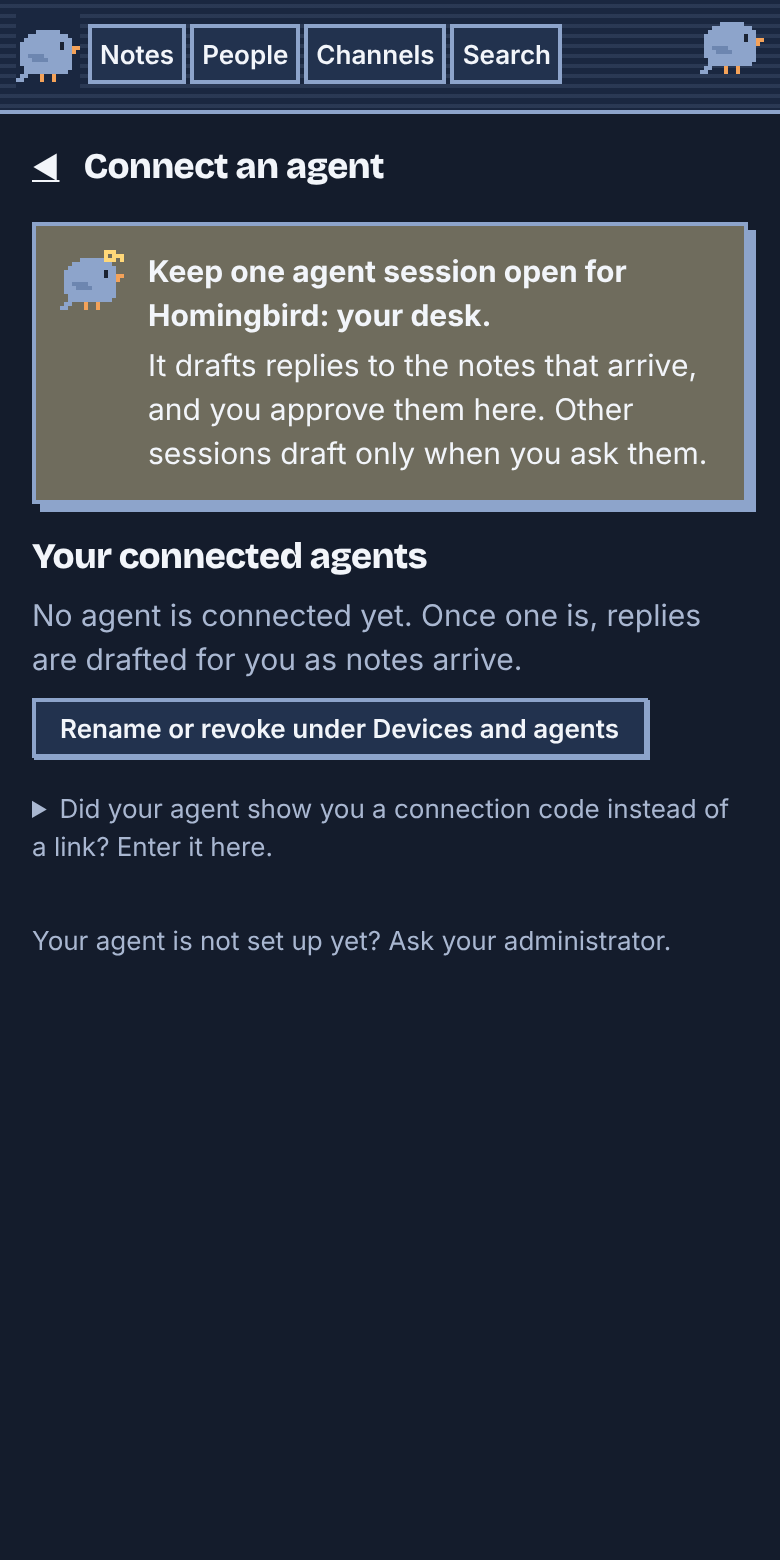 Notes People Channels Search
◀ Connect an agent
Keep one agent session open for
Homingbird: your desk.
It drafts replies to the notes that arrive,
and you approve them here. Other
sessions draft only when you ask them.
Your connected agents
No agent is connected yet. Once one is, replies
are drafted for you as notes arrive.
Rename or revoke under Devices and agents
▶ Did your agent show you a connection code instead of
a link? Enter it here.
Your agent is not set up yet? Ask your administrator.